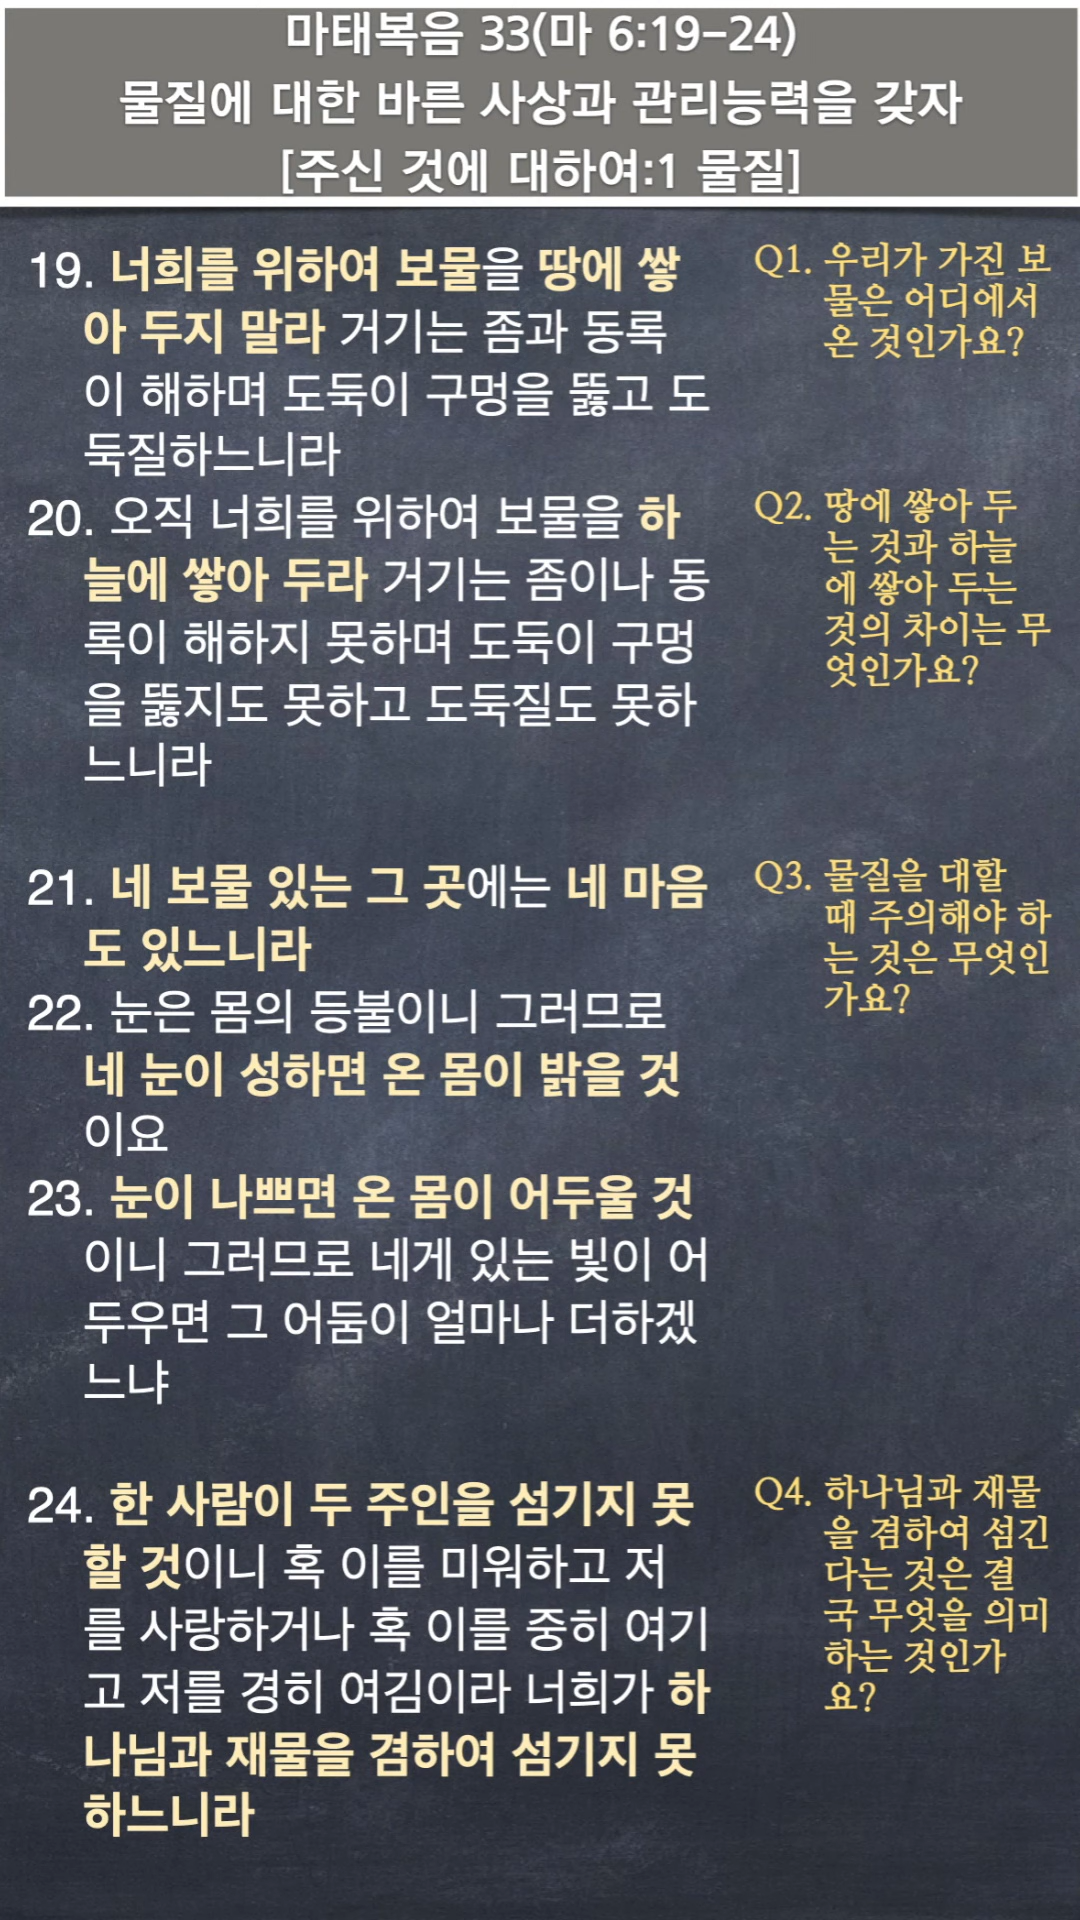 마태복음 33(마 6:19-24)
물질에 대한 바른 사상과 관리능력을 갖자
[주신 것에 대하여:1 물질]
19. 너희를 위하여 보물을 땅에 쌓
아 두지 말라 거기는 좀과 동록
이 해하며 도둑이 구멍을 뚫고 도
둑질하느니라
20. 오직 너희를 위하여 보물을 하
늘에 쌓아 두라 거기는 좀이나 동
록이 해하지 못하며 도둑이 구멍
을 뚫지도 못하고 도둑질도 못하
느니라
21. 네 보물 있는 그 곳에는 네 마음
도 있느니라
22. 눈은 몸의 등불이니 그러므로
네 눈이 성하면 온 몸이 밝을 것
이요
23. 눈이 나쁘면 온 몸이 어두울 것
이니 그러므로 네게 있는 빛이 어
두우면 그 어둠이 얼마나 더하겠
느냐
24. 한 사람이 두 주인을 섬기지 못
할 것이니 혹 이를 미워하고 저
를 사랑하거나 혹 이를 중히 여기
고 저를 경히 여김이라 너희가 하
나님과 재물을 겸하여 섬기지 못
하느니라
Q1. 우리가 가진 보
물은 어디에서
온 것인가요?
Q2. 땅에 쌓아 두
는 것과 하늘
에 쌓아 두는
것의 차이는 무
엇인가요?
Q3. 물질을 대할
때 주의해야 하
는 것은 무엇인
가요?
Q4. 하나님과 재물
을 겸하여 섬긴
다는 것은 결
국 무엇을 의미
하는 것인가
요?